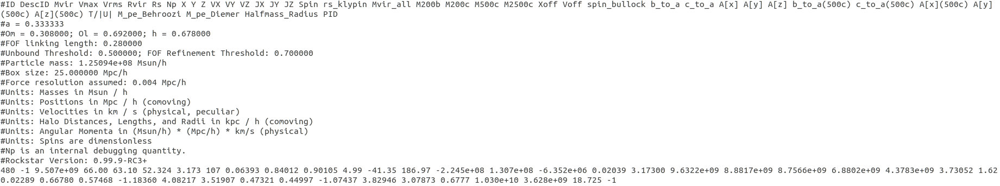 #ID DescID Mvir Vmax Vrms Rvir Rs Np X Y Z VX VY VZ JX JY JZ Spin rs_klypin Mvir_all M200b M200c M500c M2500c Xoff Voff spin_bullock b_to_a c_to_a A[x] A[y] A[z] b_to_a(500c) c_to_a(500c) A[x](500c) A[y]
(500c) A[z](500c) T/|U| M_pe_Behroozi M_pe_Diemer Halfmass_Radius PID
#a = 0.333333
#Om = 0.308000; Ol = 0.692000; h = 0.678000
#FOF linking length: 0.280000
#Unbound Threshold: 0.500000; FOF Refinement Threshold: 0.700000
#Particle mass: 1.25094e+08 Msun/h
#Box size: 25.000000 Mpc/h
#Force resolution assumed: 0.004 Mpc/h
#Units: Masses in Msun / h
#Units: Positions in Mpc / h (comoving)
#Units: Velocities in km / s (physical, peculiar)
#Units: Halo Distances, Lengths, and Radii in kpc / h (comoving)
#Units: Angular Momenta in (Msun/h) * (Mpc/h) * km/s (physical)
#Units: Spins are dimensionless
#Np is an internal debugging quantity.
#Rockstar Version: 0.99.9-RC3+
480 -1 9.507e+09 66.00 63.10 52.324 3.173 107 0.06393 0.84012 0.90105 4.99 -41.35 186.97 -2.245e+08 1.307e+08 -6.352e+06 0.02039 3.17300 9.6322e+09 8.8817e+09 8.7566e+09 6.8802e+09 4.3783e+09 3.73052 1.62
0.02289 0.66780 0.57468 -1.18360 4.08217 3.51907 0.47321 0.44997 -1.07437 3.82946 3.07873 0.6777 1.030e+10 3.628e+09 18.725 -1